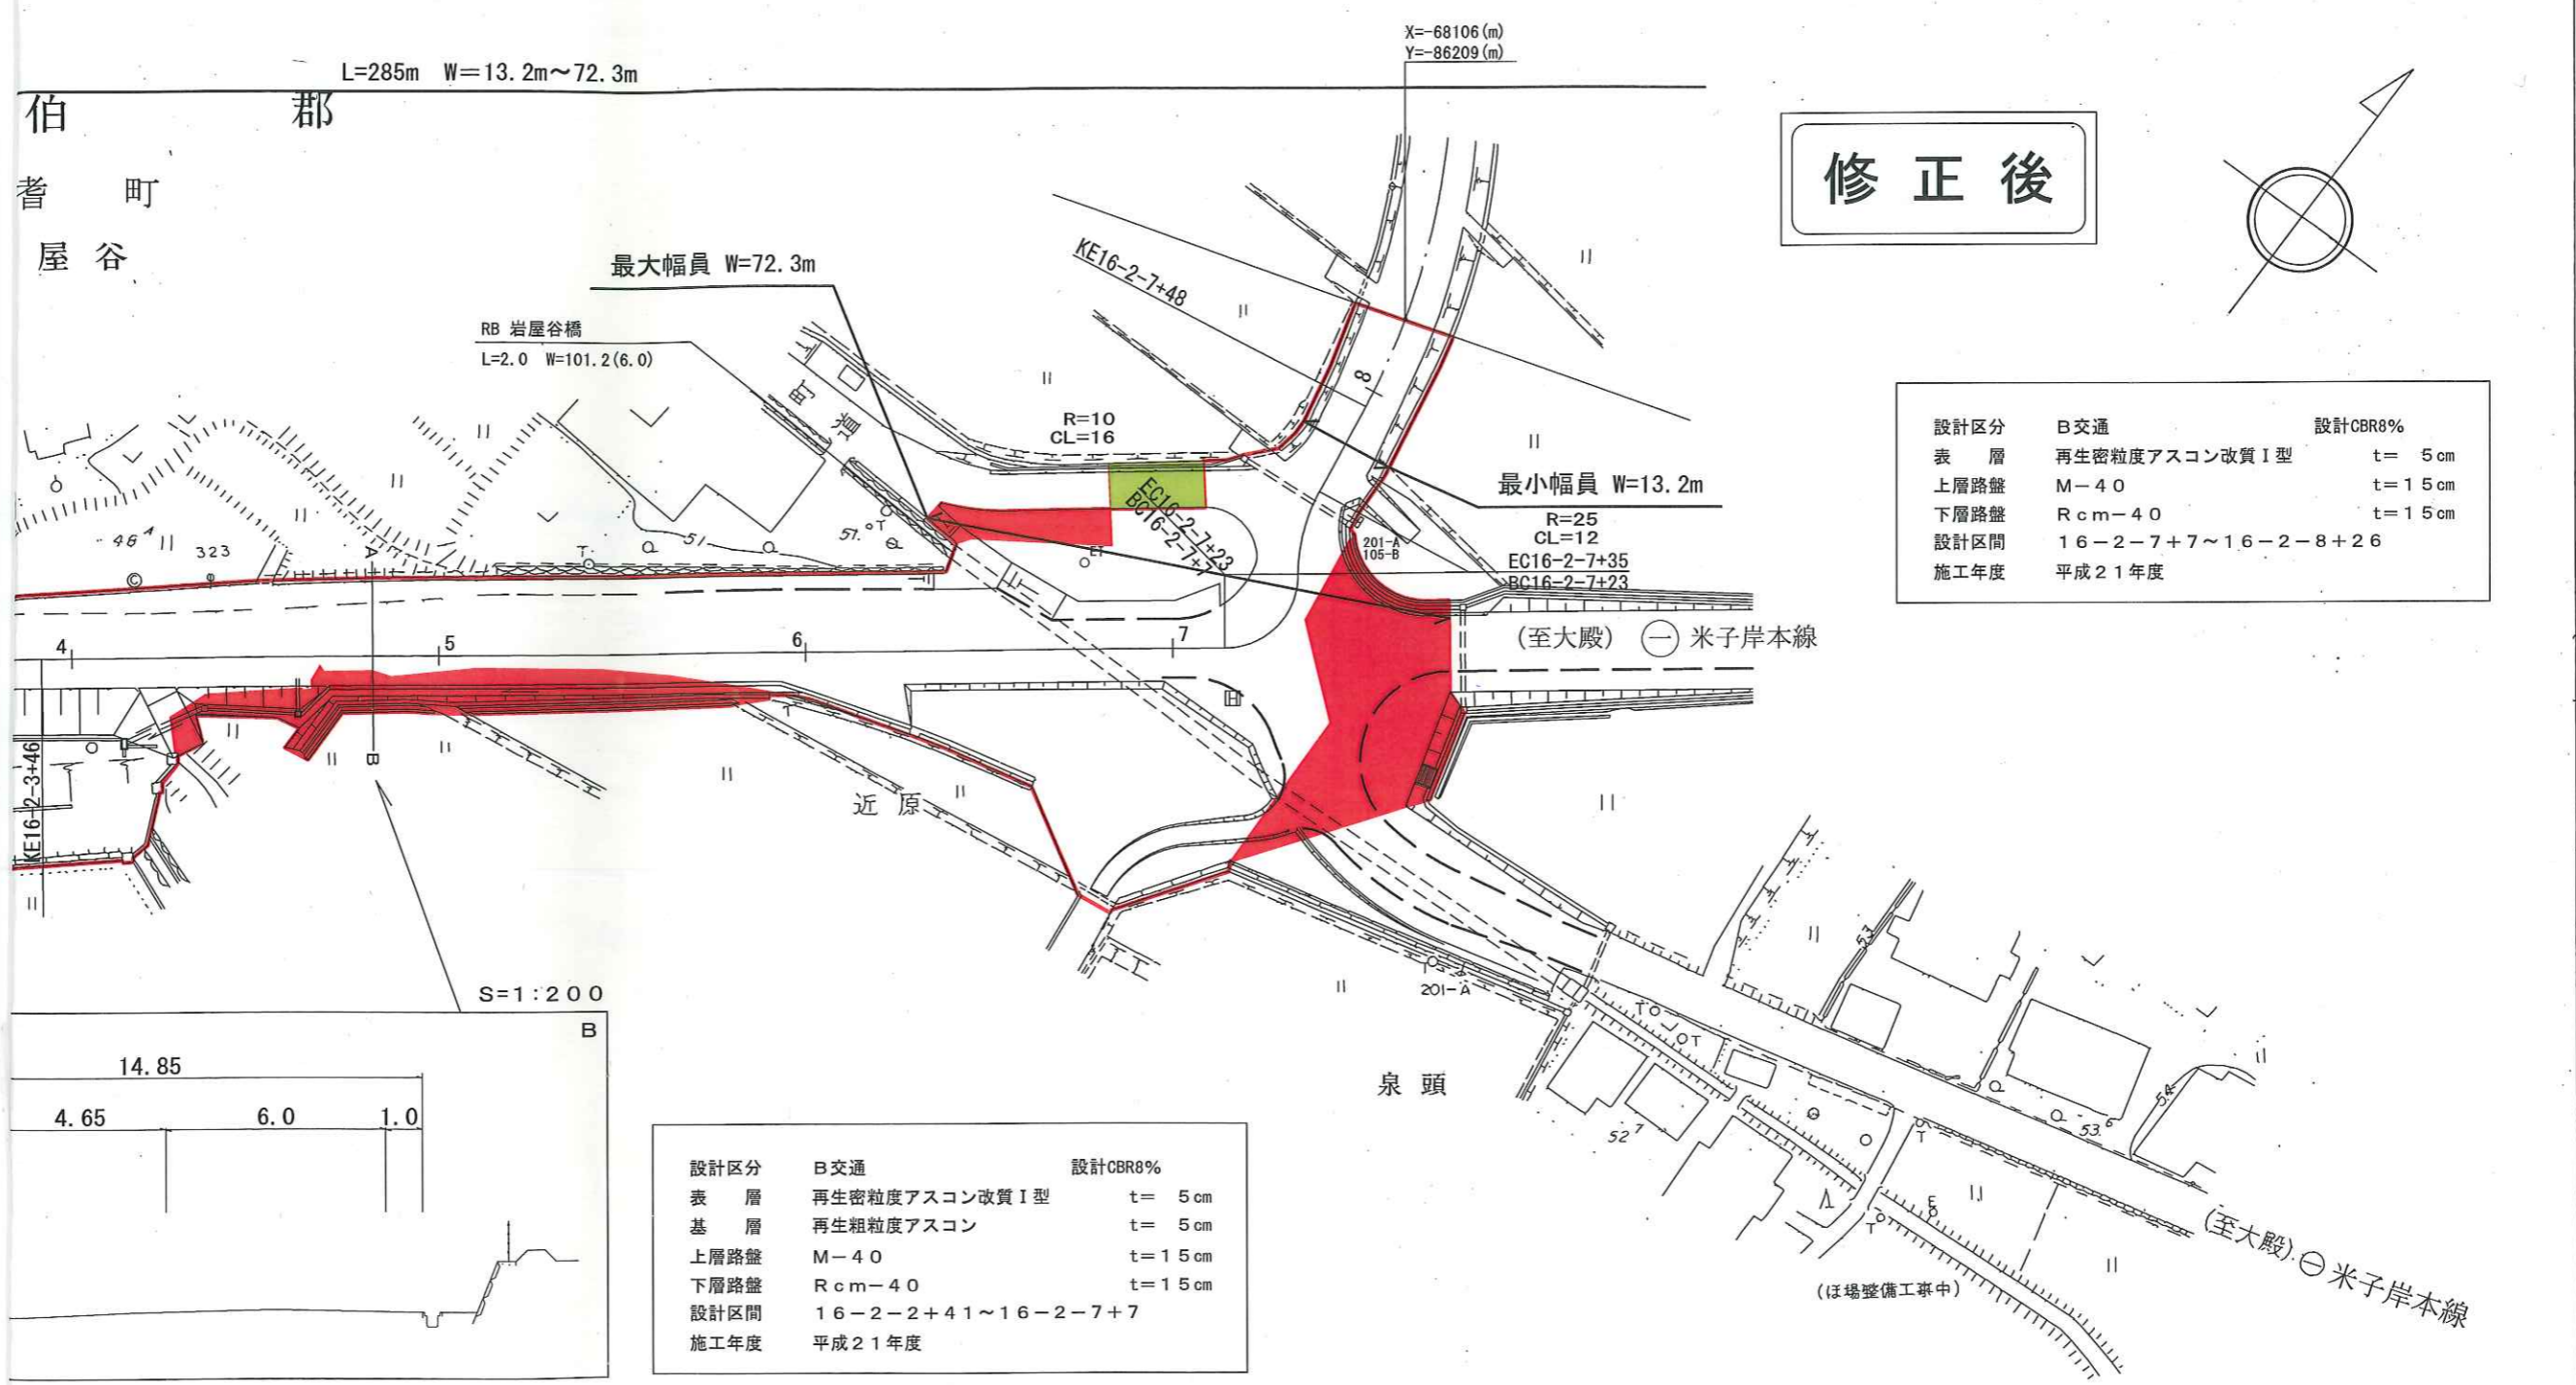 X=-68106(m)
Y=-86209(m)
L=285m W=13.2m～72.3m
伯 郡
耆 町
屋 谷
修正後
最大幅員 W=72.3m
KE16-2-7+48
RB 岩屋谷橋
L=2.0 W=101.2(6.0)
町道
R=10
CL=16
8
最小幅員 W=13.2m
R=25
CL=12
EC16-2-7+35
BC16-2-7+23
EC16-2-7+23
BC16-2-7+7
201-A
105-B
設計区分 B交通 設計CBR8%
表 層 再生密粒度アスコン改質Ⅰ型 t= 5cm
上層路盤 M－40 t=15cm
下層路盤 Rcm－40 t=15cm
設計区間 16－2－7＋7～16－2－8＋26
施工年度 平成21年度
46
323
A
51
51.
4
5
6
7
(至大殿) ㊀ 米子岸本線
B
KE16-2-3+46
近原
S=1:200
B
14.85
4.65 6.0 1.0
201-A
泉頭
52 7
53
53.6
54
(ほ場整備工事中)
(至大殿) ㊀ 米子岸本線
設計区分 B交通 設計CBR8%
表 層 再生密粒度アスコン改質Ⅰ型 t= 5cm
基 層 再生粗粒度アスコン t= 5cm
上層路盤 M－40 t=15cm
下層路盤 Rcm－40 t=15cm
設計区間 16－2－2＋41～16－2－7＋7
施工年度 平成21年度